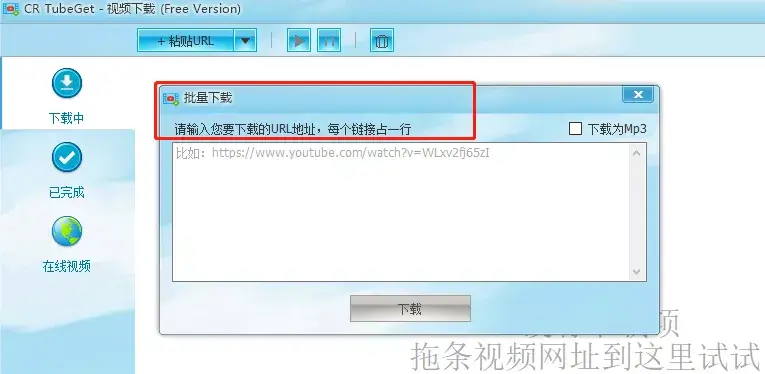 CR TubeGet - 视频下载 (Free Version)
+ 粘贴URL
下载中
已完成
在线视频
批量下载
请输入您要下载的URL地址，每个链接占一行
下载为Mp3
比如：https://www.youtube.com/watch?v=WLxv2fj65zI
下载
拖条视频网址到这里试试